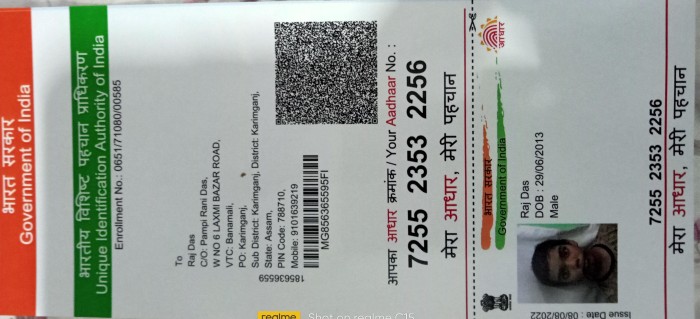 भारत सरकार
Government of India
भारतीय विशिष्ट पहचान प्राधिकरण
Unique Identification Authority of India
Enrollment No.: 0651/71080/00585
To
Raj Das
C/O: Pampi Rani Das,
W NO 8 LAXMI BAZAR ROAD,
VTC: Banamali,
PO: Karimganj,
Sub District: Karimganj, District: Karimganj,
State: Assam,
PIN Code: 788710,
Mobile: 9101639219
185636559
MG856365595FI
आपका आधार क्रमांक / Your Aadhaar No. :
7255 2353 2256
मेरा आधार, मेरी पहचान
आधार
भारत सरकार
Government of India
Raj Das
DOB : 29/06/2013
Male
Issue Date : 08/08/2022
7255 2353 2256
मेरा आधार, मेरी पहचान
realme
Shot on realme C15